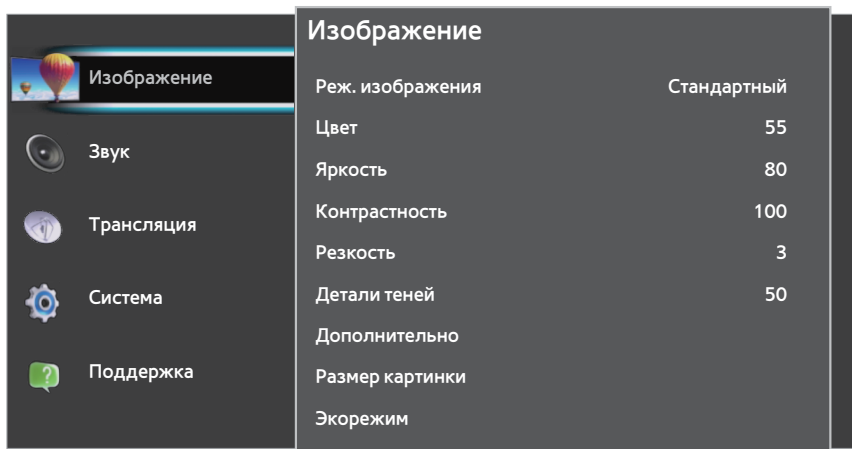 Изображение
Звук
Трансляция
Система
Поддержка
Изображение
Реж. изображения Стандартный
Цвет 55
Яркость 80
Контрастность 100
Резкость 3
Детали теней 50
Дополнительно
Размер картинки
Экорежим